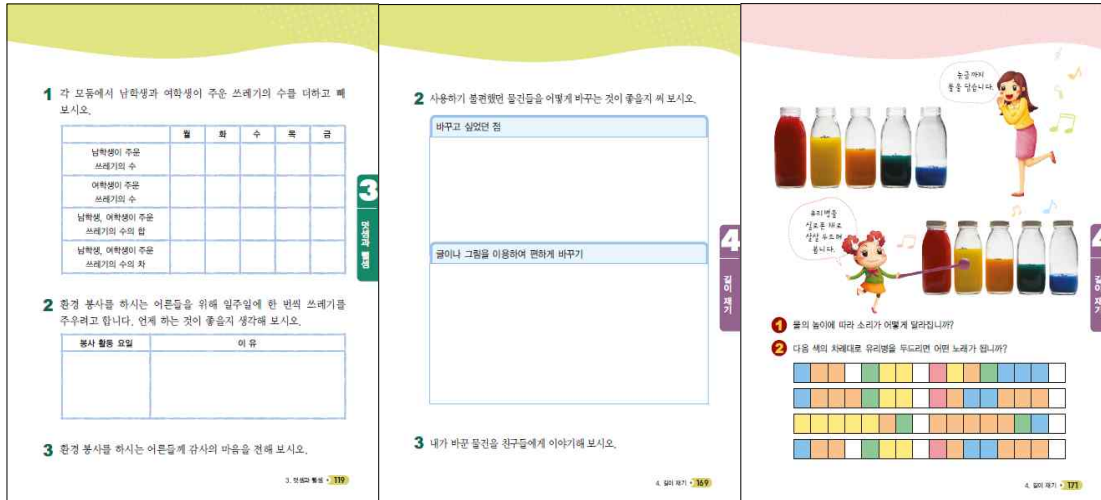 1 각 모둠에서 남학생과 여학생이 주운 쓰레기의 수를 더하고 빼
보시오.
월 화 수 목 금
남학생이 주운
쓰레기의 수
여학생이 주운
쓰레기의 수
남학생, 여학생이 주운
쓰레기의 수의 합
남학생, 여학생이 주운
쓰레기의 수의 차
3
덧셈과 뺄셈
2 환경 봉사를 하시는 어른들을 위해 일주일에 한 번씩 쓰레기를
주우려고 합니다. 언제 하는 것이 좋을지 생각해 보시오.
봉사 활동 요일 이 유
3 환경 봉사를 하시는 어른들께 감사의 마음을 전해 보시오.
3. 덧셈과 뺄셈 • 119
2 사용하기 불편했던 물건들을 어떻게 바꾸는 것이 좋을지 써 보시오.
바꾸고 싶었던 점
글이나 그림을 이용하여 편하게 바꾸기
4
길이 재기
3 내가 바꾼 물건을 친구들에게 이야기해 보시오.
4. 길이 재기 • 169
눈금까지
물을 담습니다.
유리병을
실로폰 채로
살살 두드려
봅니다.
4
길이 재기
1 물의 높이에 따라 소리가 어떻게 달라집니까?
2 다음 색의 차례대로 유리병을 두드리면 어떤 노래가 됩니까?
4. 길이 재기 • 171